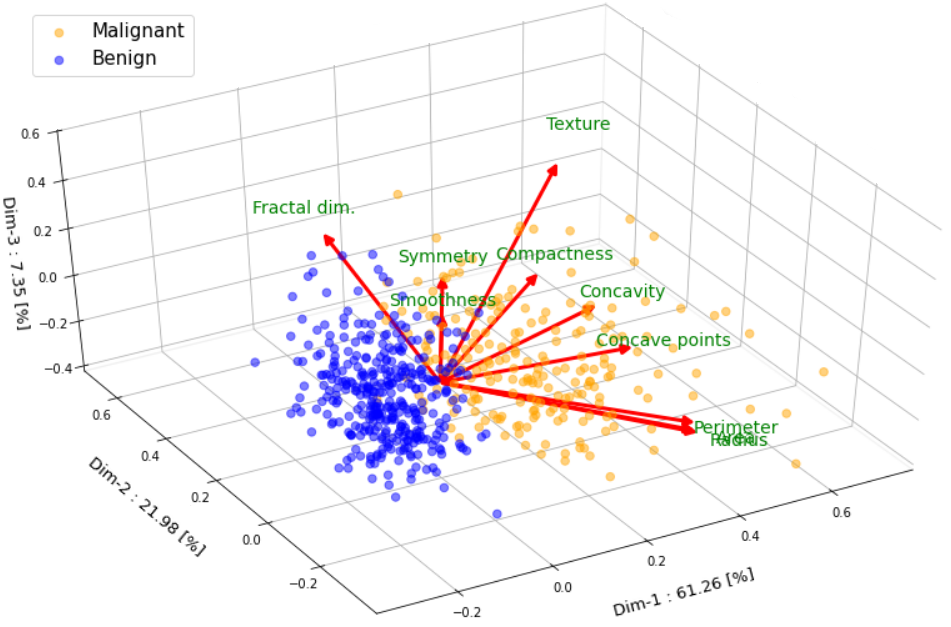 Malignant
Benign
Texture
Fractal dim.
Symmetry
Compactness
Smoothness
Concavity
Concave points
Perimeter
Area
Radius
0.6
0.4
0.2
0.0
−0.2
−0.4
Dim-3 : 7.35 [%]
0.6
0.4
0.2
0.0
−0.2
Dim-2 : 21.98 [%]
−0.2
0.0
0.2
0.4
0.6
Dim-1 : 61.26 [%]